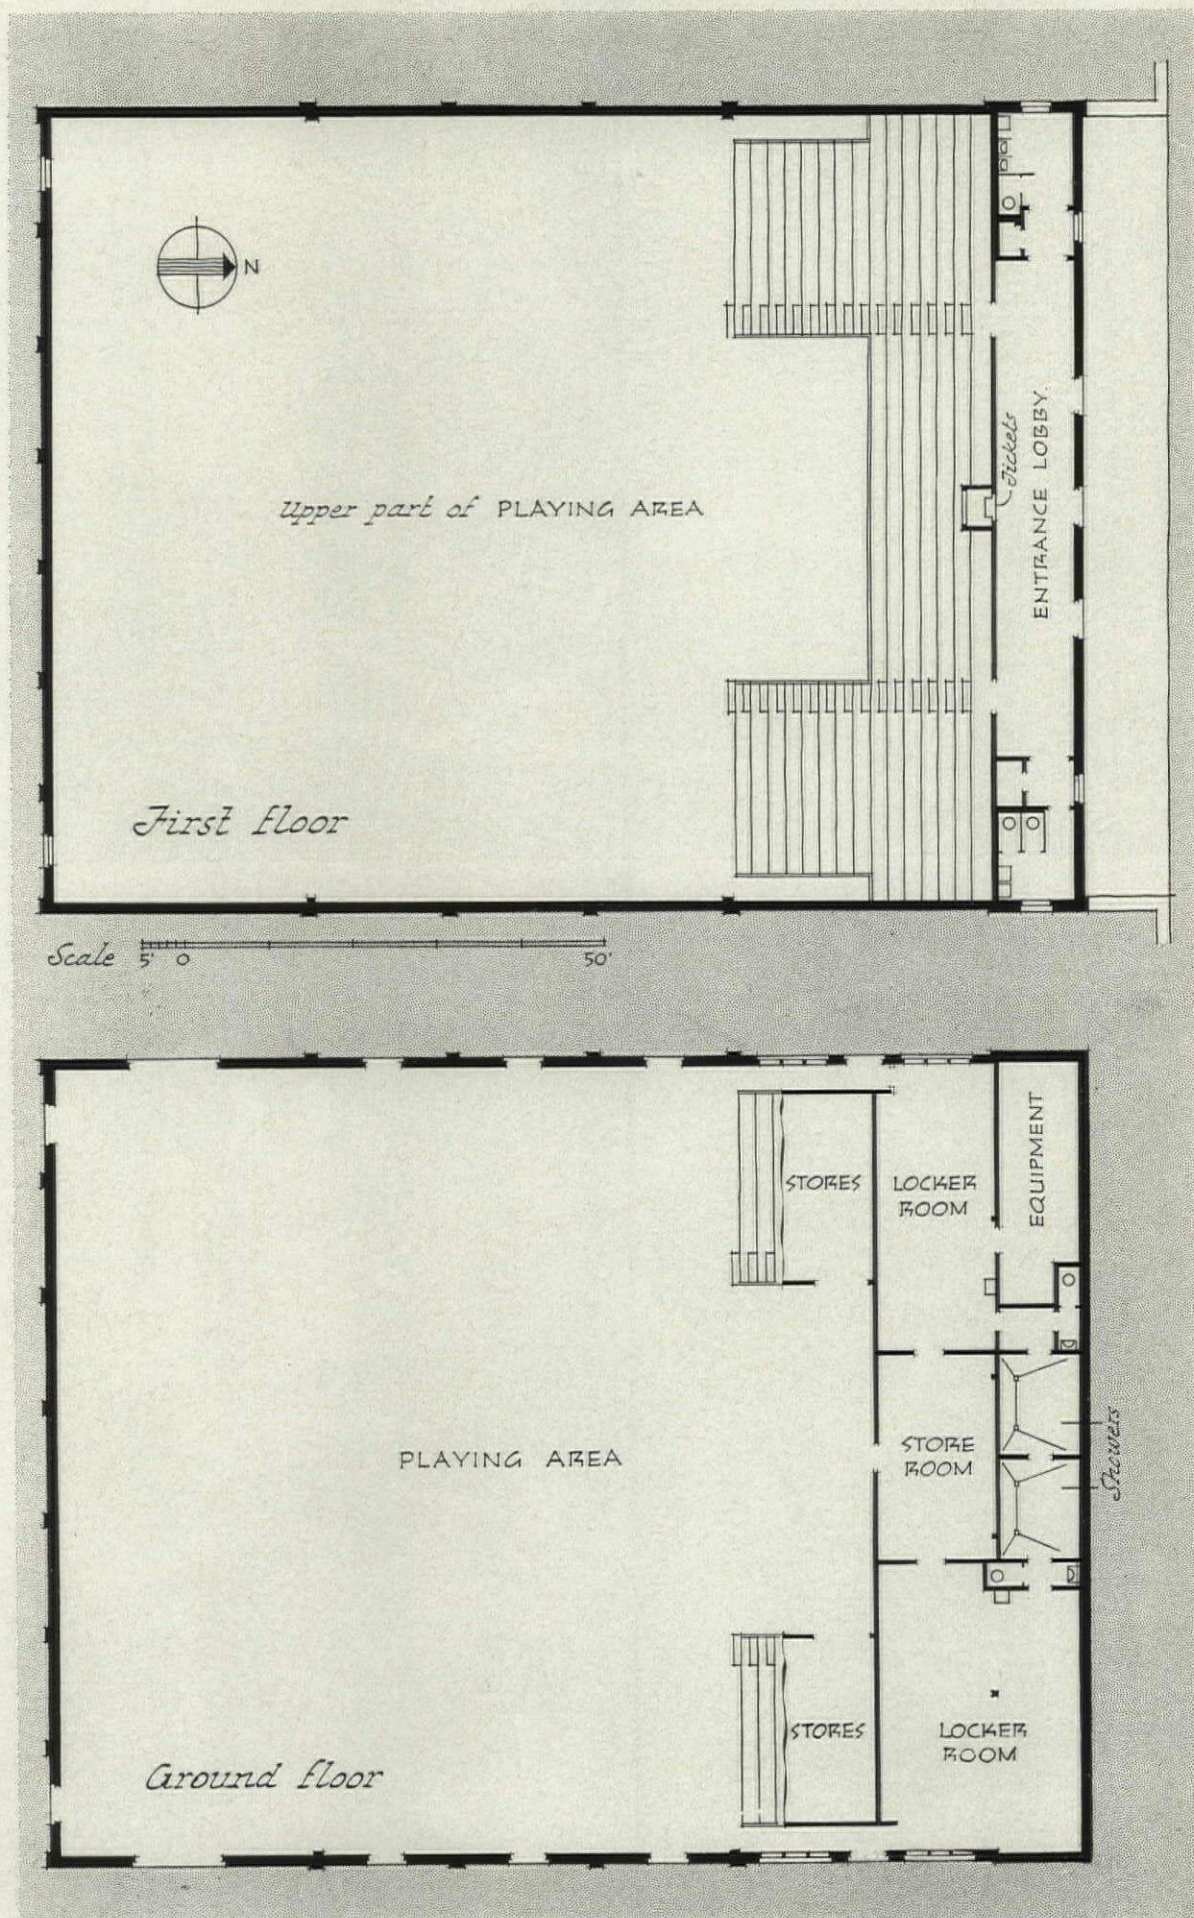 N
Upper part of PLAYING AREA
Tickets
ENTRANCE LOBBY.
First floor
Scale 5' 0 50'
STORES
LOCKER
ROOM
EQUIPMENT
PLAYING AREA
STORE
ROOM
Showers
STORES
LOCKER
ROOM
Ground floor